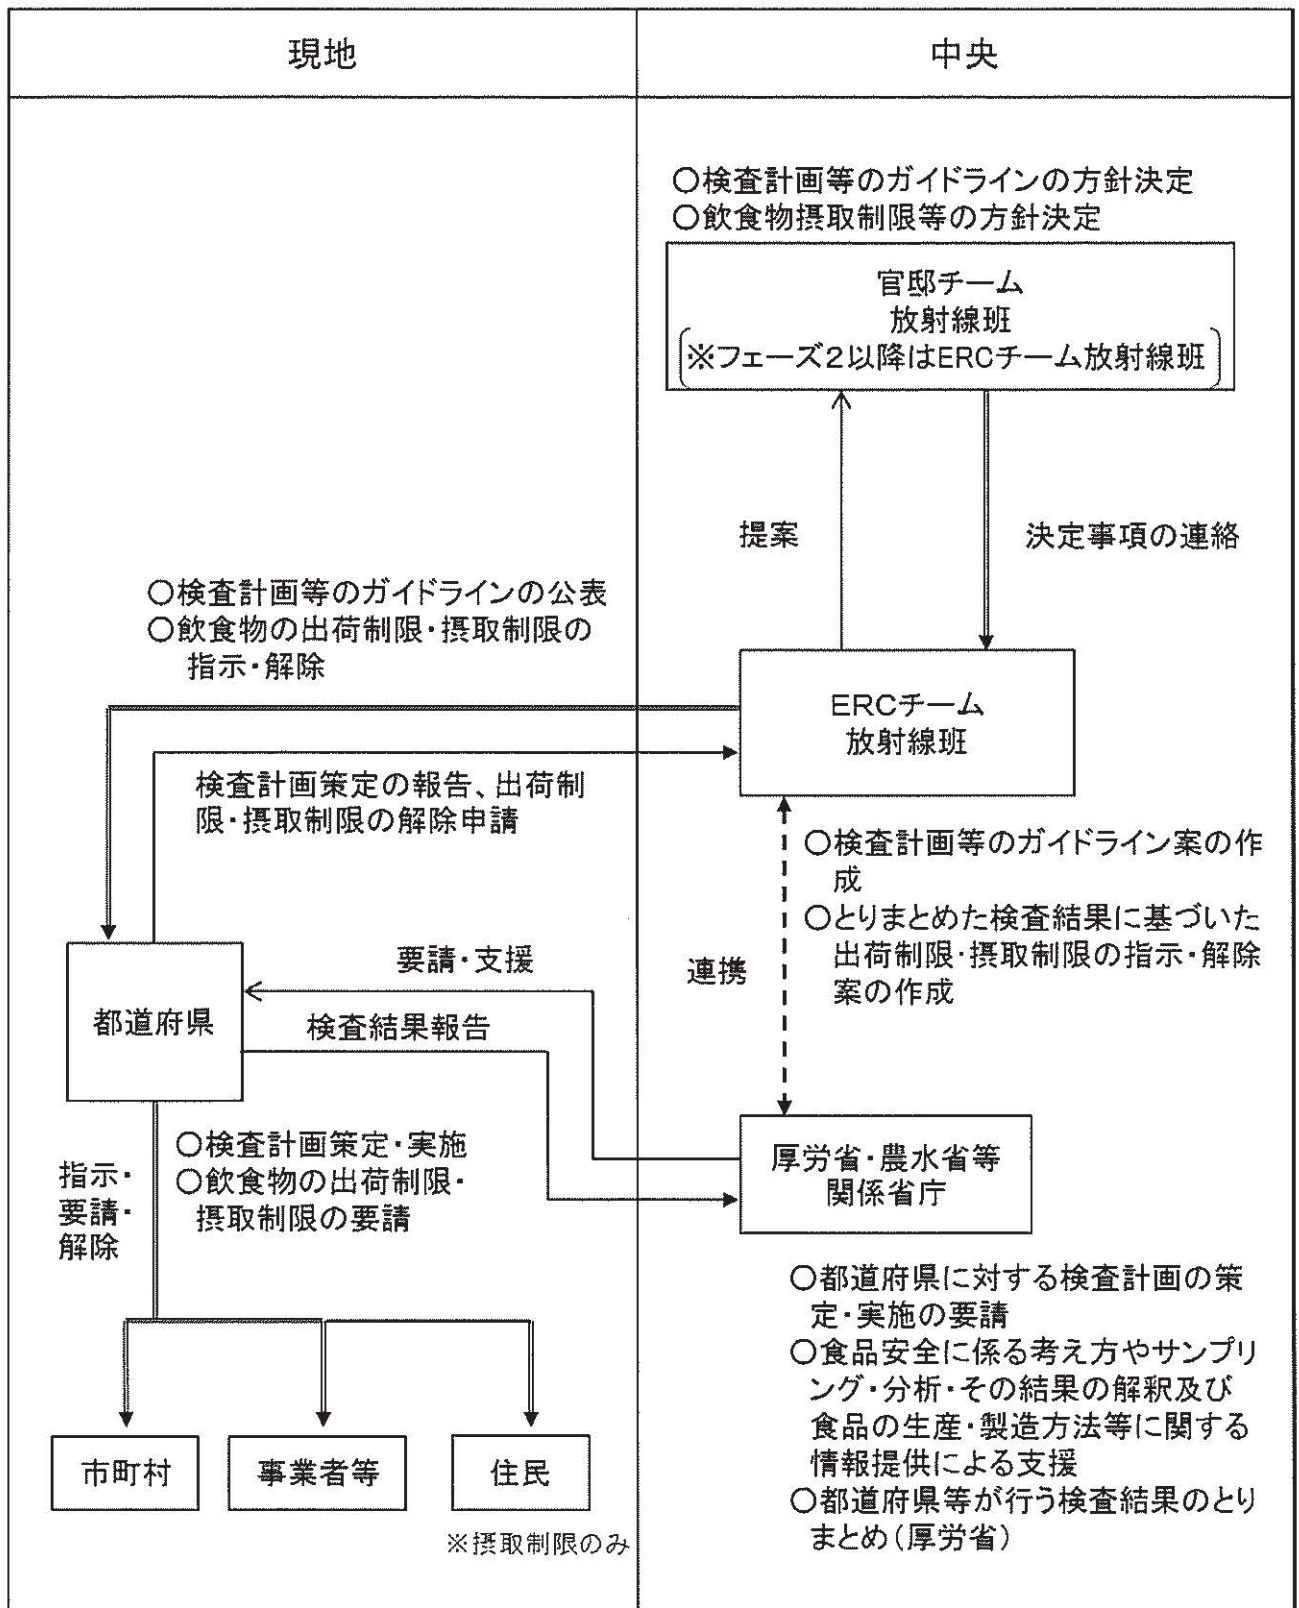 現地
中央
○検査計画等のガイドラインの方針決定
○飲食物摂取制限等の方針決定
官邸チーム
放射線班
※フェーズ2以降はERCチーム放射線班
提案
決定事項の連絡
○検査計画等のガイドラインの公表
○飲食物の出荷制限・摂取制限の
指示・解除
ERCチーム
放射線班
検査計画策定の報告、出荷制
限・摂取制限の解除申請
○検査計画等のガイドライン案の作
成
○とりまとめた検査結果に基づいた
出荷制限・摂取制限の指示・解除
案の作成
連携
要請・支援
都道府県
検査結果報告
○検査計画策定・実施
○飲食物の出荷制限・
摂取制限の要請
指示・
要請・
解除
厚労省・農水省等
関係省庁
○都道府県に対する検査計画の策
定・実施の要請
○食品安全に係る考え方やサンプリ
ング・分析・その結果の解釈及び
食品の生産・製造方法等に関する
情報提供による支援
○都道府県等が行う検査結果のとり
まとめ(厚労省)
市町村
事業者等
住民
※摂取制限のみ